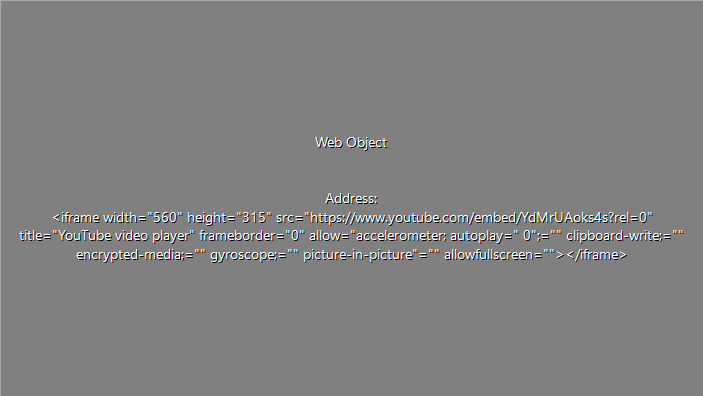 Web Object
Address:
<iframe width="560" height="315" src="https://www.youtube.com/embed/YdMrUAoks4s?rel=0"
title="YouTube video player" frameborder="0" allow="accelerometer; autoplay=" 0";="" clipboard-write;=""
encrypted-media;="" gyroscope;="" picture-in-picture"="" allowfullscreen=""></iframe>